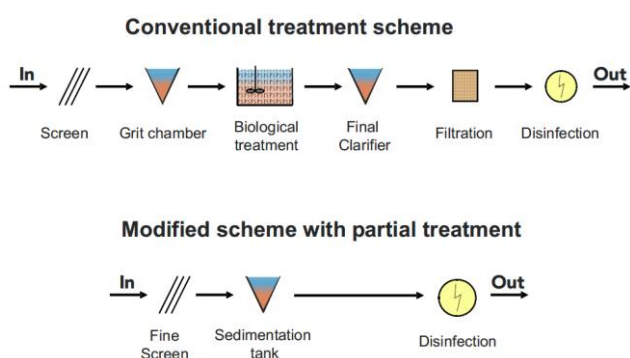 Conventional treatment scheme
In
Out
Screen
Grit chamber
Biological
treatment
Final
Clarifier
Filtration
Disinfection
Modified scheme with partial treatment
In
Out
Fine
Screen
Sedimentation
tank
Disinfection